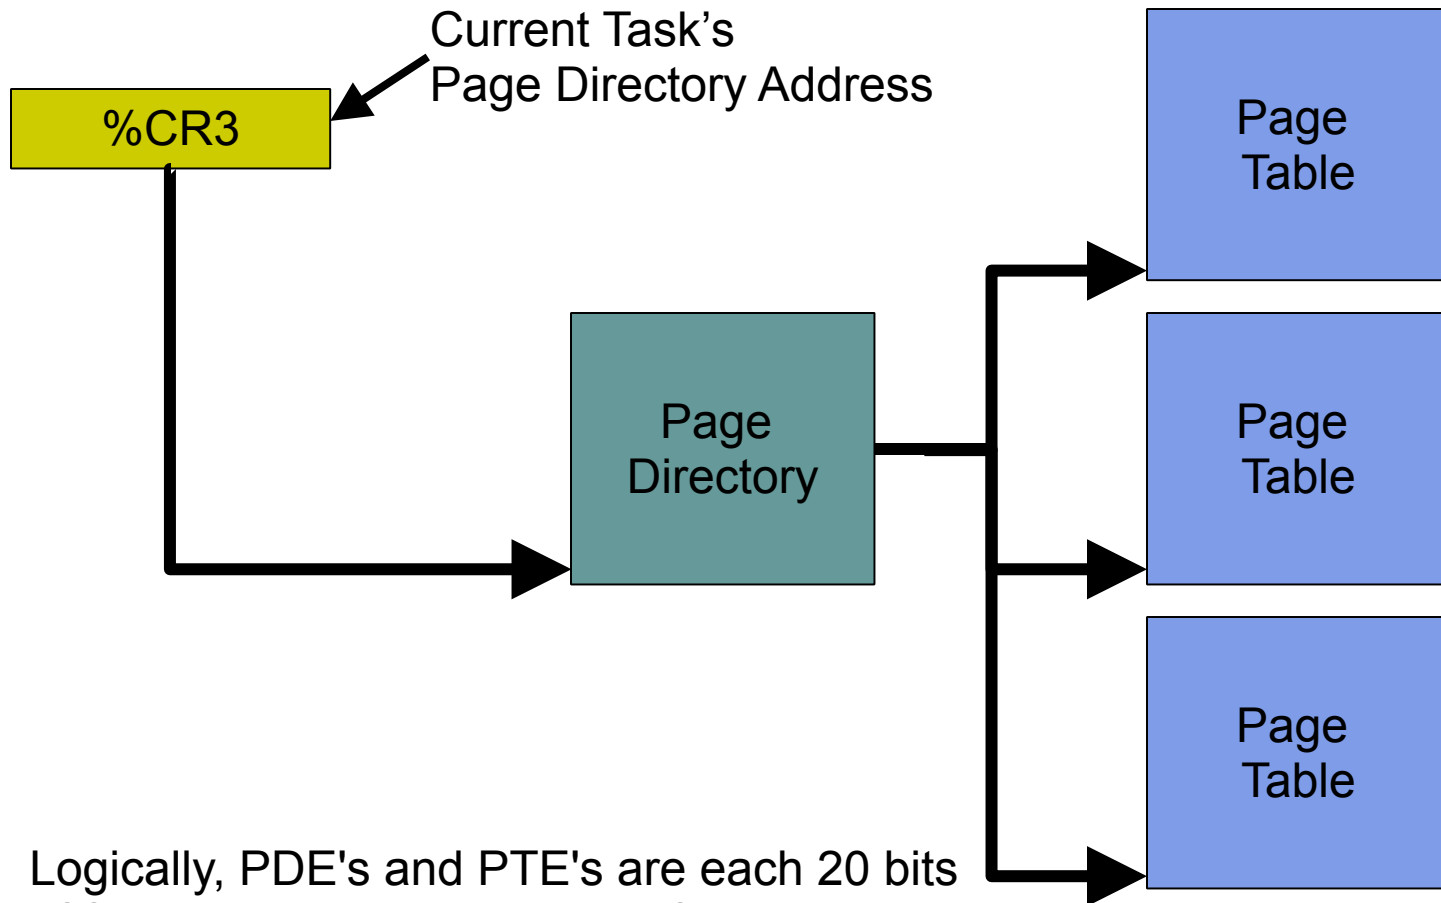 Current Task’s
Page Directory Address
%CR3
Page
Table
Page
Directory
Page
Table
Page
Table
Logically, PDE's and PTE's are each 20 bits